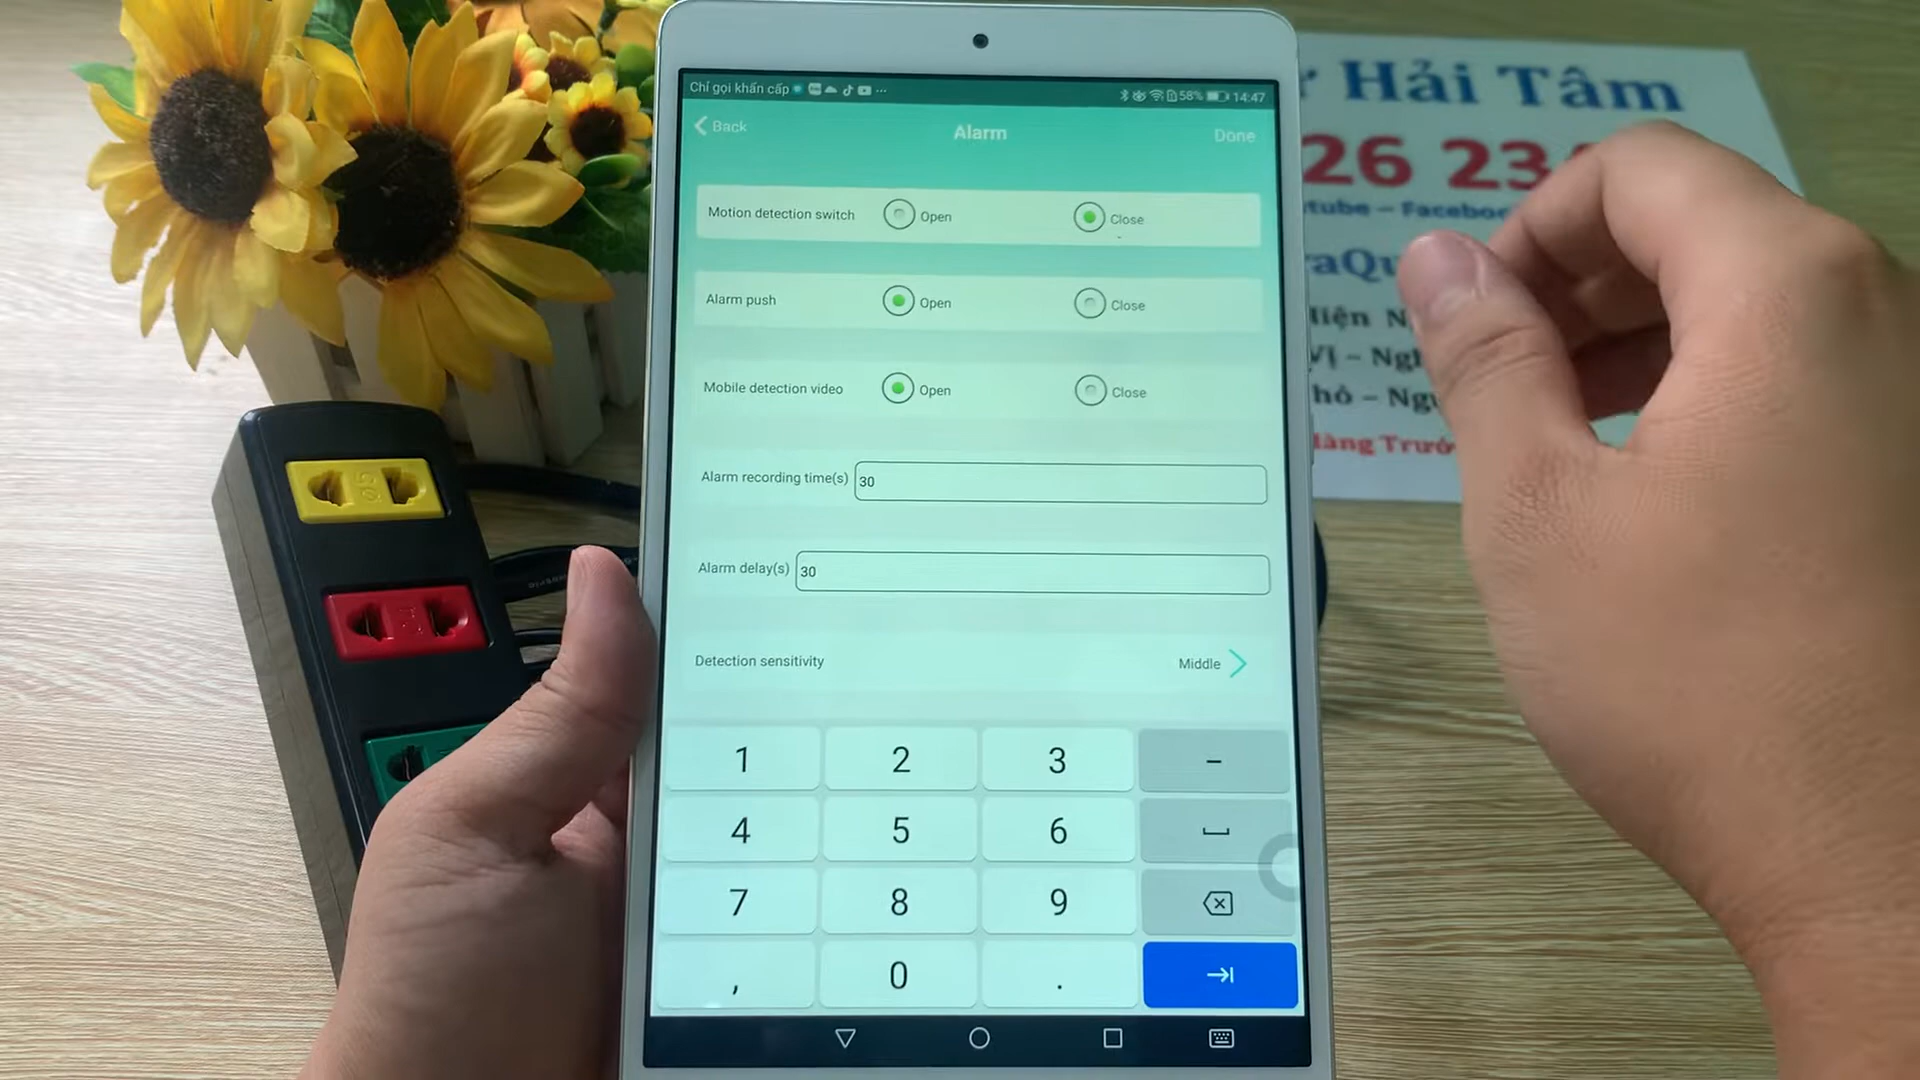 Chỉ gọi khẩn cấp
58% 14:47
Back
Alarm
Done
Motion detection switch Open Close
Alarm push Open Close
Mobile detection video Open Close
Alarm recording time(s) 30
Alarm delay(s) 30
Detection sensitivity Middle
1 2 3 -
4 5 6
7 8 9
, 0 .
Hải Tâm
26 23